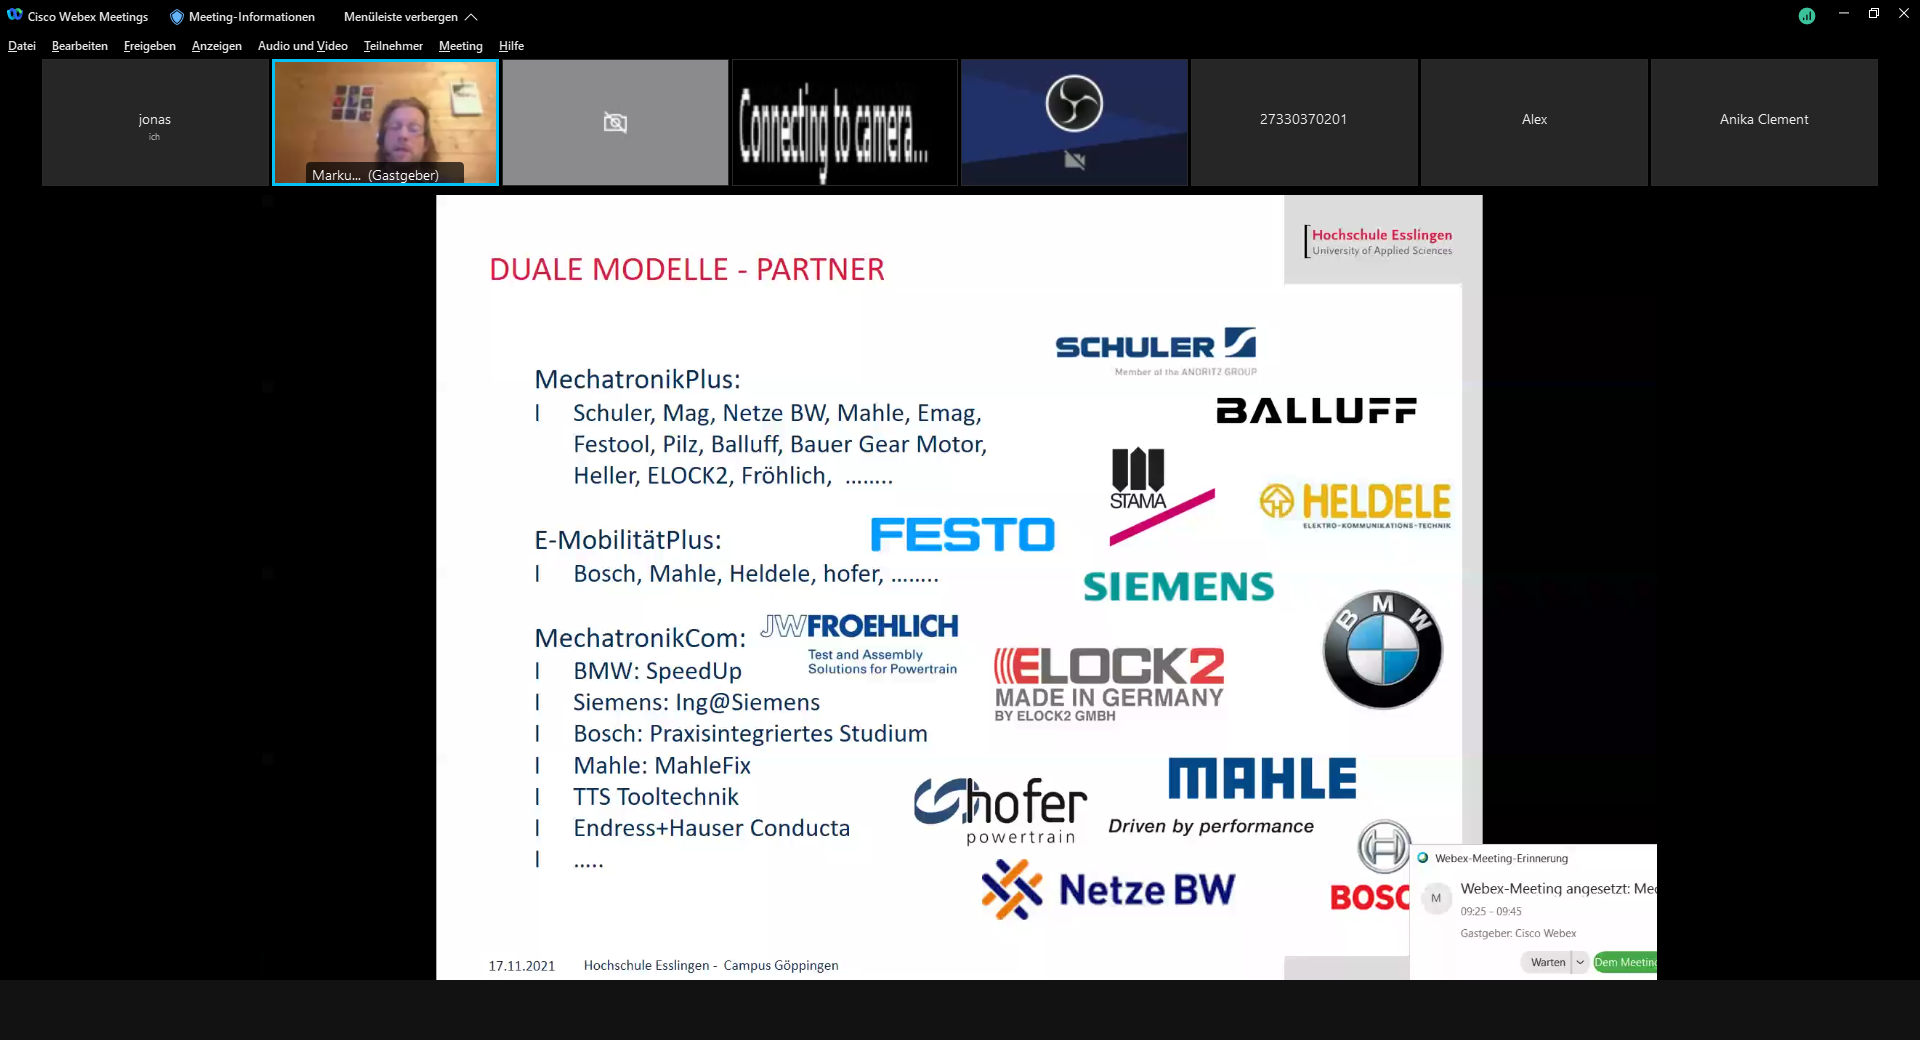 Cisco Webex Meetings
Meeting-Informationen
Menüleiste verbergen
Datei Bearbeiten Freigeben Anzeigen Audio und Video Teilnehmer Meeting Hilfe
jonas
ich
Marku... (Gastgeber)
Connecting to camera...
27330370201
Alex
Anika Clement
Hochschule Esslingen
University of Applied Sciences
DUALE MODELLE - PARTNER
SCHULER
Member of the ANDRITZ GROUP
MechatronikPlus:
BALLUFF
I Schuler, Mag, Netze BW, Mahle, Emag,
Festool, Pilz, Balluff, Bauer Gear Motor,
Heller, ELOCK2, Fröhlich, ........
STAMA
HELDELE
ELEKTRO-KOMMUNIKATIONS-TECHNIK
E-MobilitätPlus:
FESTO
I Bosch, Mahle, Heldele, hofer, ........
SIEMENS
BMW
MechatronikCom:
JWFROEHLICH
Test and Assembly
Solutions for Powertrain
I BMW: SpeedUp
ELOCK2
MADE IN GERMANY
BY ELOCK2 GMBH
I Siemens: Ing@Siemens
I Bosch: Praxisintegriertes Studium
I Mahle: MahleFix
MAHLE
Driven by performance
I TTS Tooltechnik
hofer
powertrain
I Endress+Hauser Conducta
I .....
Netze BW
BOSC
Webex-Meeting-Erinnerung
M
Webex-Meeting angesetzt: Mec
09:25 - 09:45
Gastgeber: Cisco Webex
Warten
Dem Meeting
17.11.2021 Hochschule Esslingen - Campus Göppingen